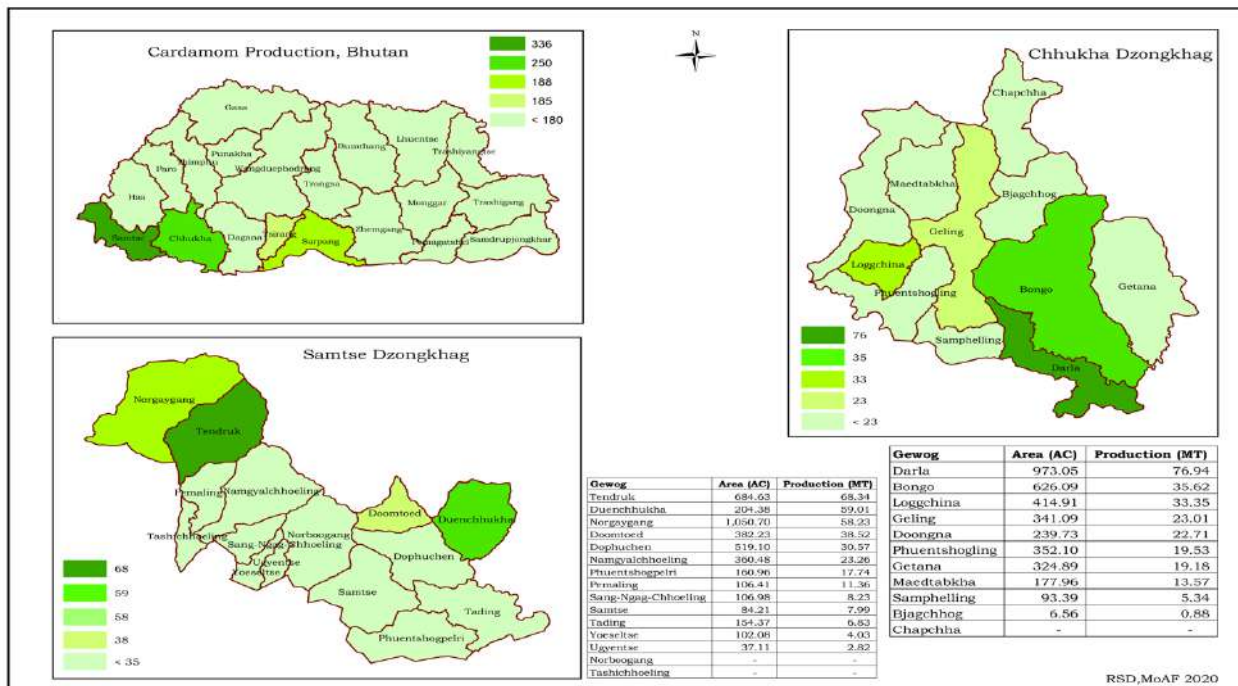 Cardamom Production, Bhutan
336
250
188
185
< 180
Gasa
Lhuentse
Trashiyangtse
Punakha
Thimphu
Paro
Wangduephodrang
Trongsa
Haa
Monggar
Trashigang
Samtse
Chhukha
Dagana
Surpang
Zhemgang
Samdrupjongkhar
N
Chhukha Dzongkhag
Chapchha
Maedtabkha
Bjagchhog
Doongna
Geling
Loggchina
Bongo
Getana
Phuentshogling
Samphelling
Darla
76
35
33
23
< 23
Samtse Dzongkhag
Norgaygang
Tendruk
Pemaling
Namgyalchhoeling
Doomtoed
Duenchhukha
Tashichhoeling
Norboogang
Sang-Ngag-Chhoeling
Ugyentse
Yoeseltse
Dophuchen
Samtse
Tading
Phuentshogpelri
68
59
58
38
< 35
Gewog Area (AC) Production (MT)
Tendruk 684.63 68.34
Duenchhukha 204.38 59.01
Norgaygang 1,050.70 58.23
Doomtoed 382.23 38.52
Dophuchen 519.10 30.57
Namgyalchhoeling 360.48 23.26
Phuentshogpelri 160.96 17.74
Pemaling 106.41 11.36
Sang-Ngag-Chhoeling 106.98 8.23
Samtse 84.21 7.99
Tading 154.37 6.83
Yoeseltse 102.08 4.03
Ugyentse 37.11 2.82
Norboogang - -
Tashichhoeling - -
Gewog Area (AC) Production (MT)
Darla 973.05 76.94
Bongo 626.09 35.62
Loggchina 414.91 33.35
Geling 341.09 23.01
Doongna 239.73 22.71
Phuentshogling 352.10 19.53
Getana 324.89 19.18
Maedtabkha 177.96 13.57
Samphelling 93.39 5.34
Bjagchhog 6.56 0.88
Chapchha - -
RSD,MoAF 2020